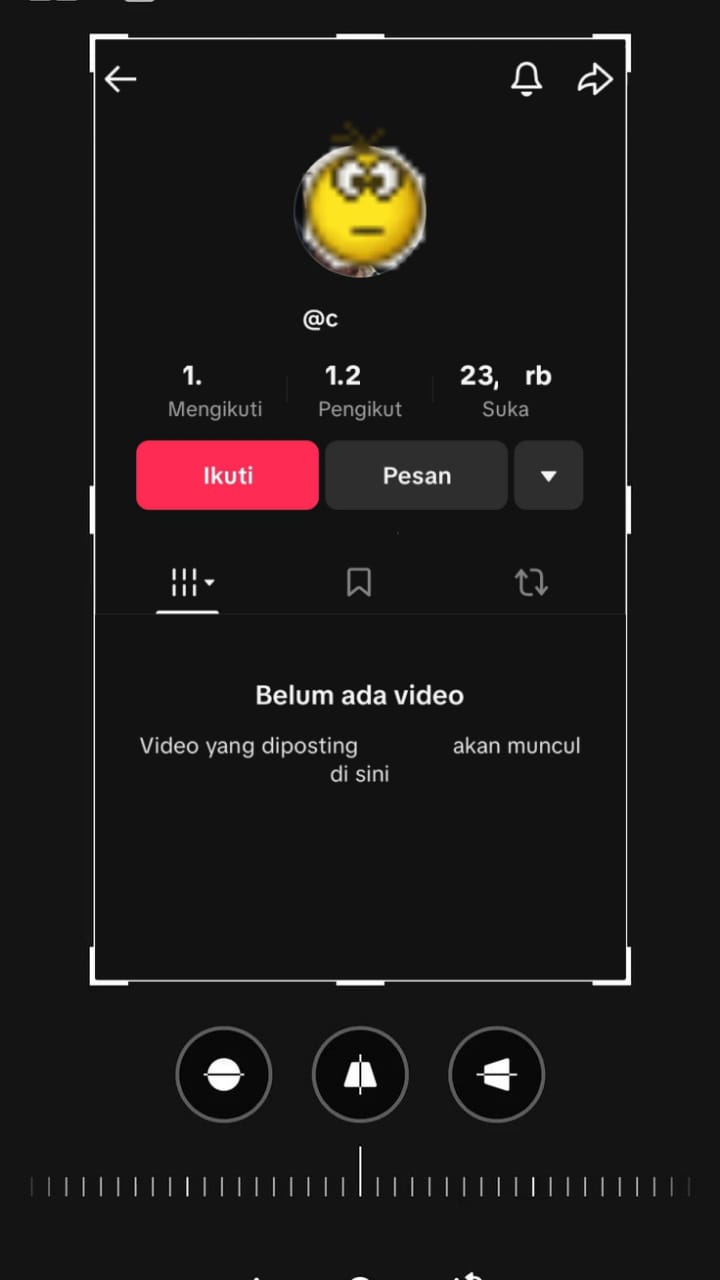 @c
1. 1.2 23, rb
Mengikuti Pengikut Suka
Ikuti Pesan
Belum ada video
Video yang diposting akan muncul
di sini